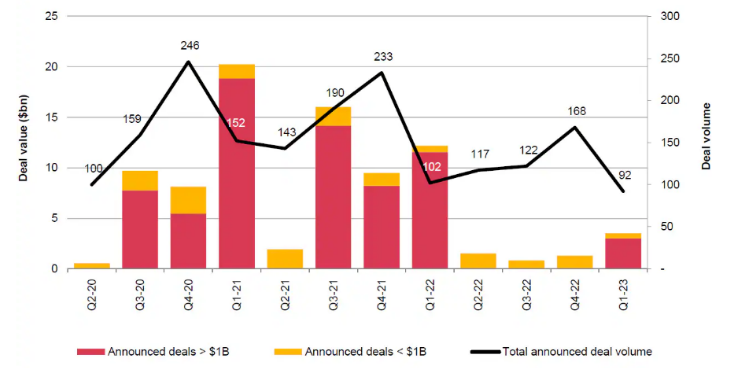 25
20
15
10
5
0
Deal value ($bn)
300
250
200
150
100
50
-
Deal volume
100
159
246
152
143
190
233
102
117
122
168
92
Q2-20
Q3-20
Q4-20
Q1-21
Q2-21
Q3-21
Q4-21
Q1-22
Q2-22
Q3-22
Q4-22
Q1-23
Announced deals > $1B
Announced deals < $1B
Total announced deal volume